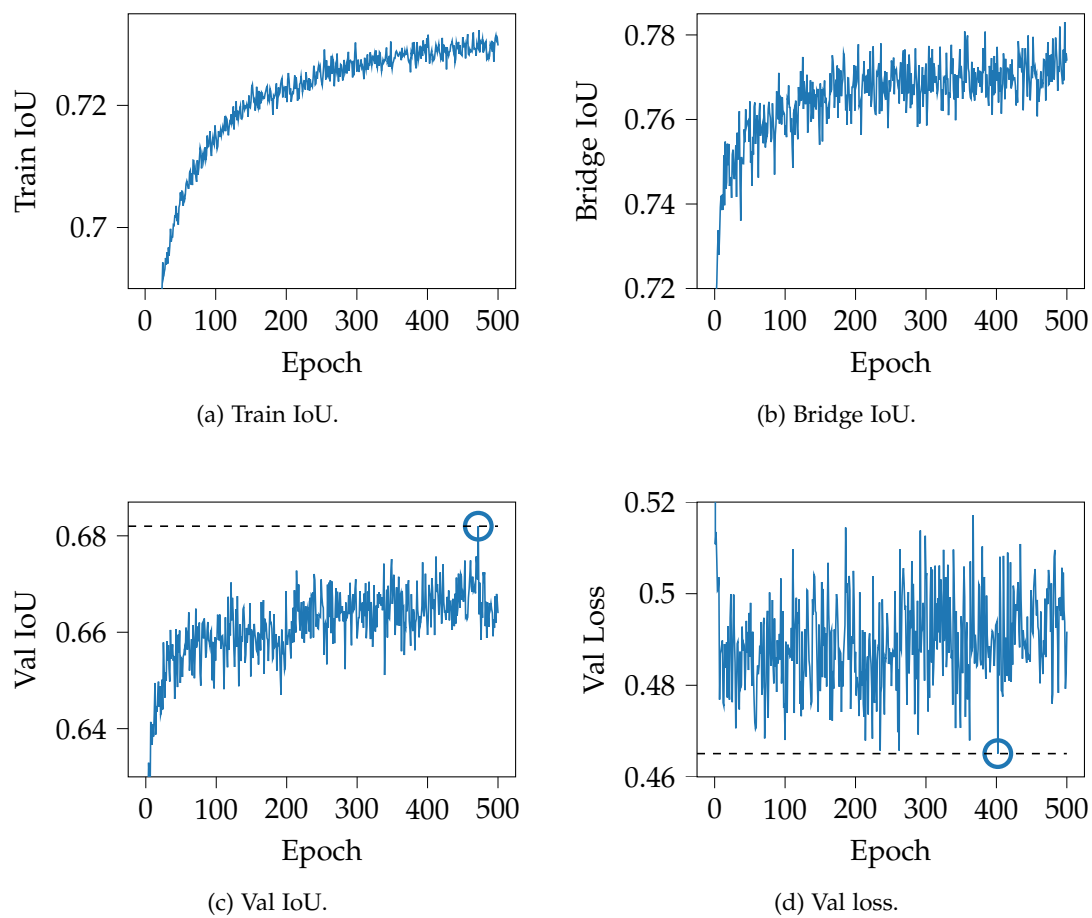 0.72
0.7
Train IoU
0 100 200 300 400 500
Epoch
(a) Train IoU.
0.78
0.76
0.74
0.72
Bridge IoU
0 100 200 300 400 500
Epoch
(b) Bridge IoU.
0.68
0.66
0.64
Val IoU
0 100 200 300 400 500
Epoch
(c) Val IoU.
0.52
0.5
0.48
0.46
Val Loss
0 100 200 300 400 500
Epoch
(d) Val loss.